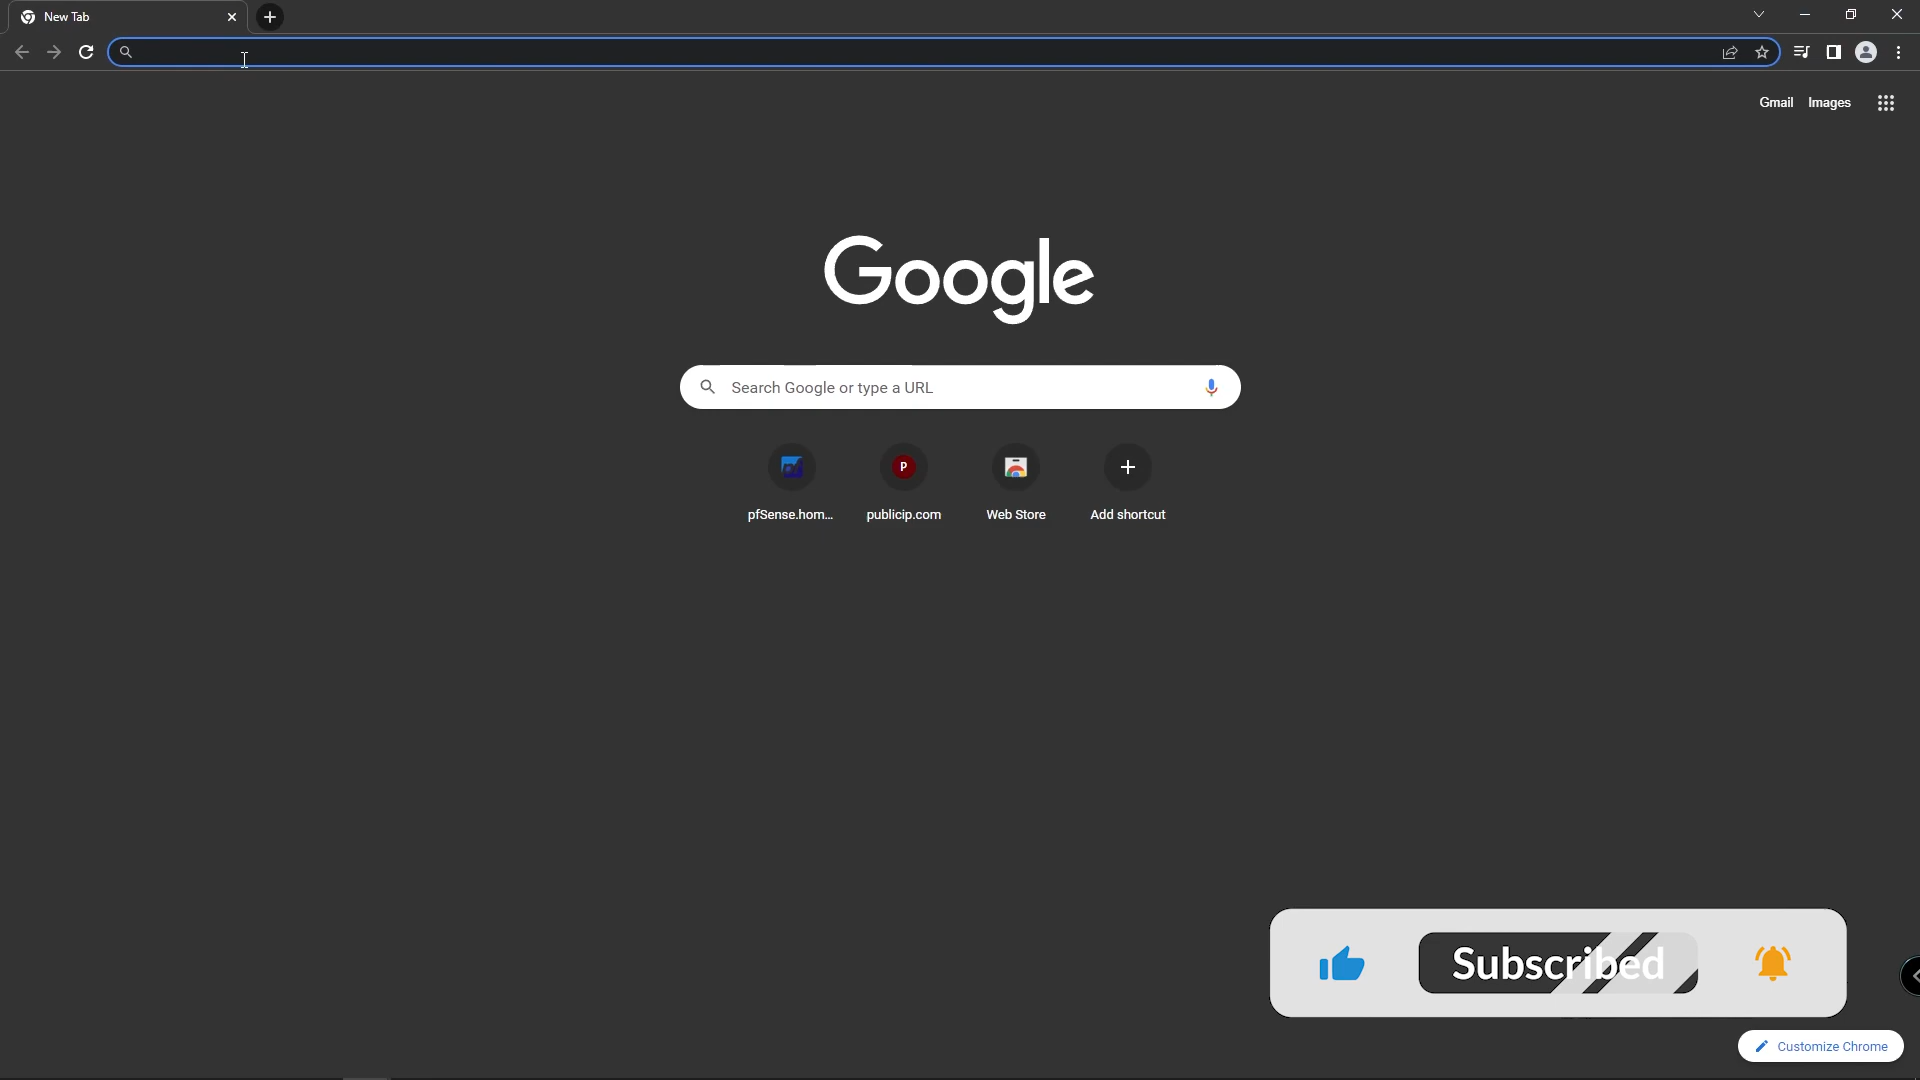 New Tab
Gmail Images
Google
Search Google or type a URL
pfSense.hom...
publicip.com
Web Store
Add shortcut
P
Subscribed
Customize Chrome